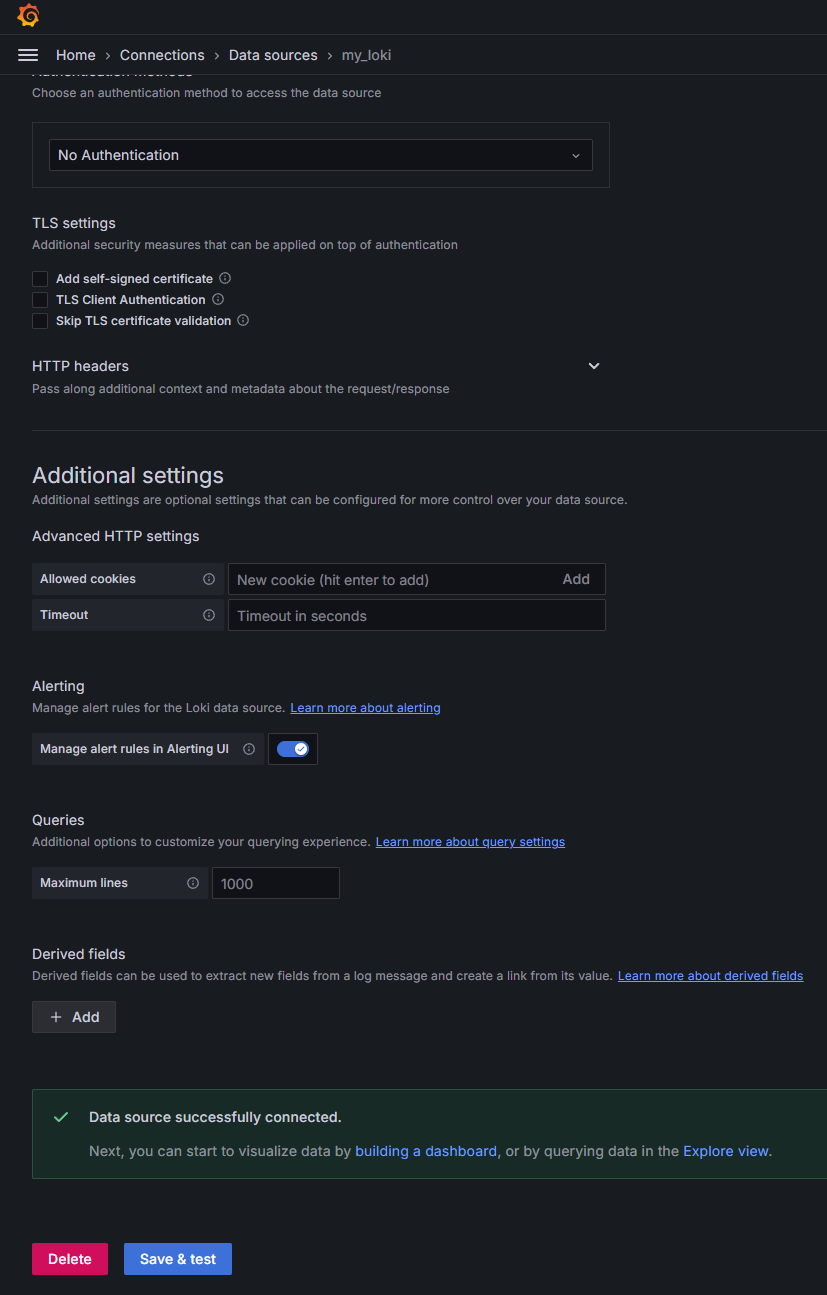 Home › Connections › Data sources › my_loki
Authentication methods
Choose an authentication method to access the data source
No Authentication
TLS settings
Additional security measures that can be applied on top of authentication
Add self-signed certificate
TLS Client Authentication
Skip TLS certificate validation
HTTP headers
Pass along additional context and metadata about the request/response
Additional settings
Additional settings are optional settings that can be configured for more control over your data source.
Advanced HTTP settings
Allowed cookies New cookie (hit enter to add) Add
Timeout Timeout in seconds
Alerting
Manage alert rules for the Loki data source. Learn more about alerting
Manage alert rules in Alerting UI
Queries
Additional options to customize your querying experience. Learn more about query settings
Maximum lines 1000
Derived fields
Derived fields can be used to extract new fields from a log message and create a link from its value. Learn more about derived fields
+ Add
Data source successfully connected.
Next, you can start to visualize data by building a dashboard, or by querying data in the Explore view.
Delete Save & test